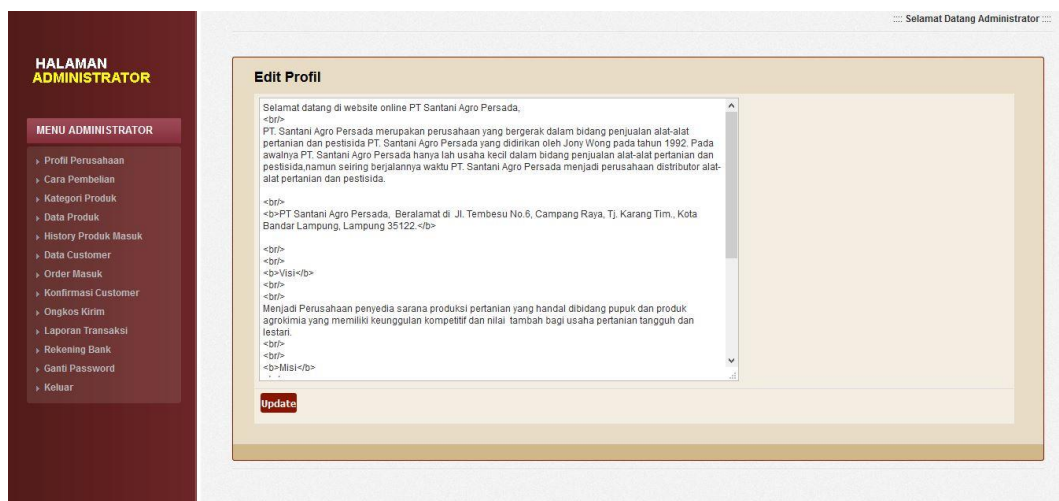 :::: Selamat Datang Administrator ::::
HALAMAN
ADMINISTRATOR
MENU ADMINISTRATOR
Profil Perusahaan
Cara Pembelian
Kategori Produk
Data Produk
History Produk Masuk
Data Customer
Order Masuk
Konfirmasi Customer
Ongkos Kirim
Laporan Transaksi
Rekening Bank
Ganti Password
Keluar
Edit Profil
Selamat datang di website online PT Santani Agro Persada,
<br/>
PT. Santani Agro Persada merupakan perusahaan yang bergerak dalam bidang penjualan alat-alat
pertanian dan pestisida PT. Santani Agro Persada yang didirikan oleh Jony Wong pada tahun 1992. Pada
awalnya PT. Santani Agro Persada hanya lah usaha kecil dalam bidang penjualan alat-alat pertanian dan
pestisida,namun seiring berjalannya waktu PT. Santani Agro Persada menjadi perusahaan distributor alat-
alat pertanian dan pestisida.
<br/>
<b>PT Santani Agro Persada, Beralamat di Jl. Tembesu No.6, Campang Raya, Tj. Karang Tim., Kota
Bandar Lampung, Lampung 35122.</b>
<br/>
<br/>
<b>Visi</b>
<br/>
<br/>
Menjadi Perusahaan penyedia sarana produksi pertanian yang handal dibidang pupuk dan produk
agrokimia yang memiliki keunggulan kompetitif dan nilai tambah bagi usaha pertanian tangguh dan
lestari.
<br/>
<br/>
<b>Misi</b>
Update